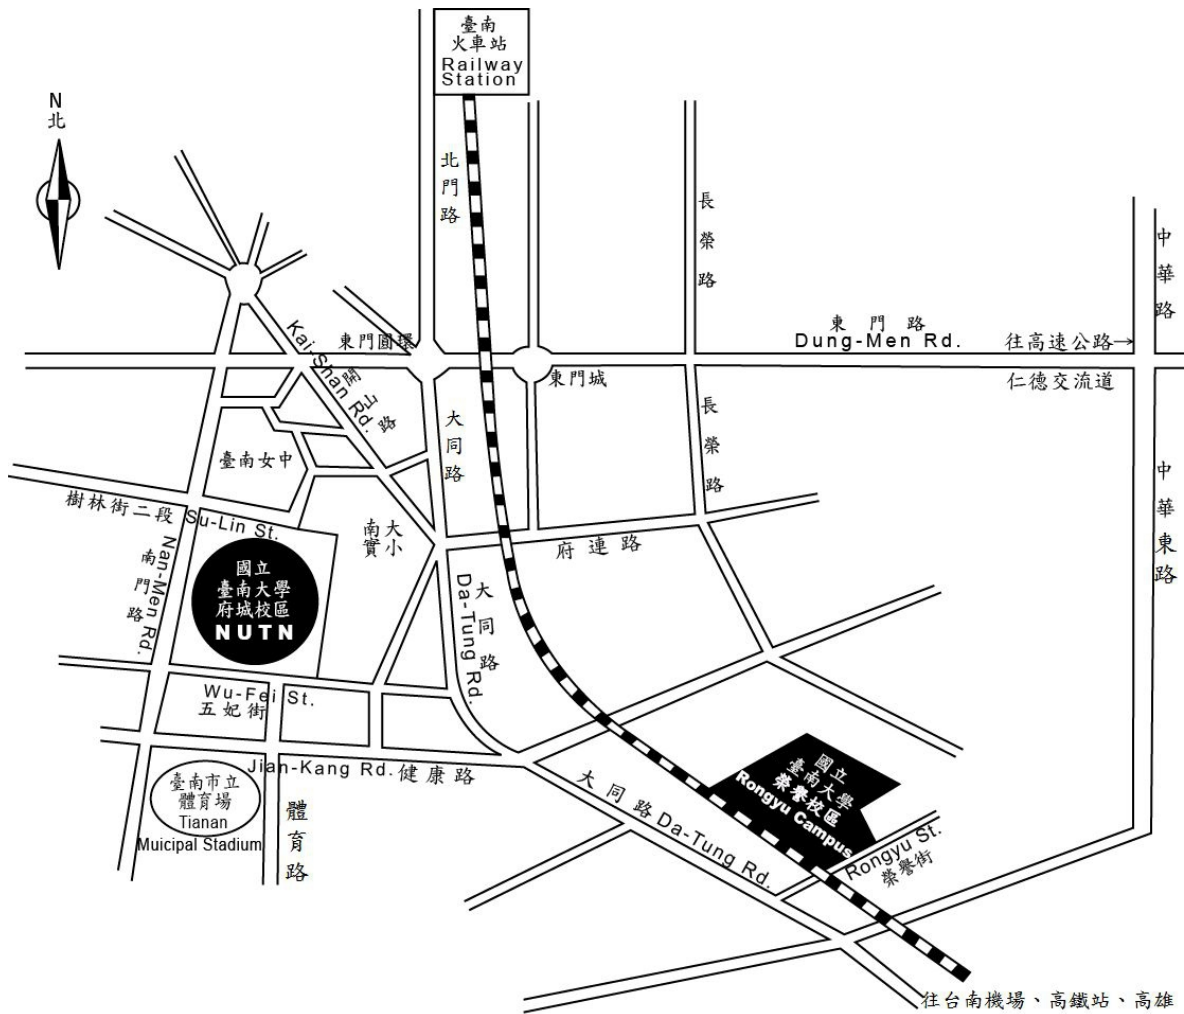 臺南
火車站
Railway
Station
N
北
北門路
長榮路
中華路
東門路
Dung-Men Rd.
往高速公路→
仁德交流道
東門圓環
東門城
Kai-Shan Rd.
開山路
大同路
長榮路
中華東路
臺南女中
樹林街二段 Su-Lin St.
南大
實小
府連路
Nan-Men Rd.
南門路
國立
臺南大學
府城校區
NUTN
大同路
Da-Tung Rd.
Wu-Fei St.
五妃街
Jian-Kang Rd. 健康路
臺南市立
體育場
Tianan
Muicipal Stadium
體育路
大同路 Da-Tung Rd.
國立
臺南大學
榮譽校區
Rongyu Campus
Rongyu St.
榮譽街
往台南機場、高鐵站、高雄